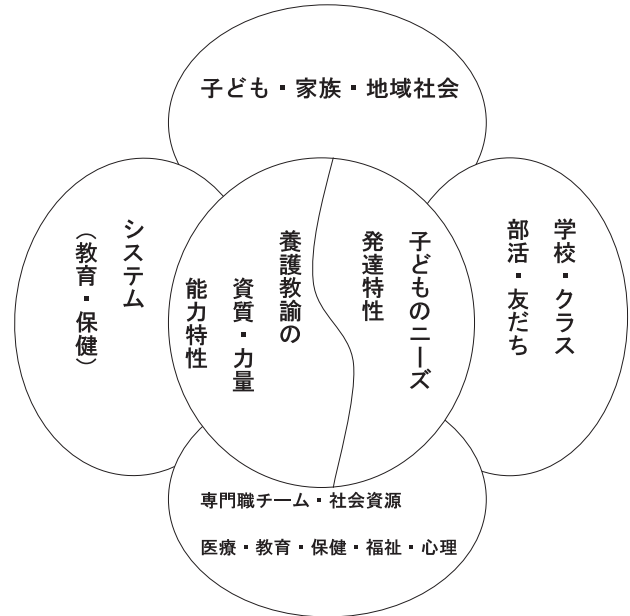 子ども・家族・地域社会
システム
（教育・保健）
養護教諭の
資質・力量
能力特性
子どものニーズ
発達特性
学校・クラス
部活・友だち
専門職チーム・社会資源
医療・教育・保健・福祉・心理